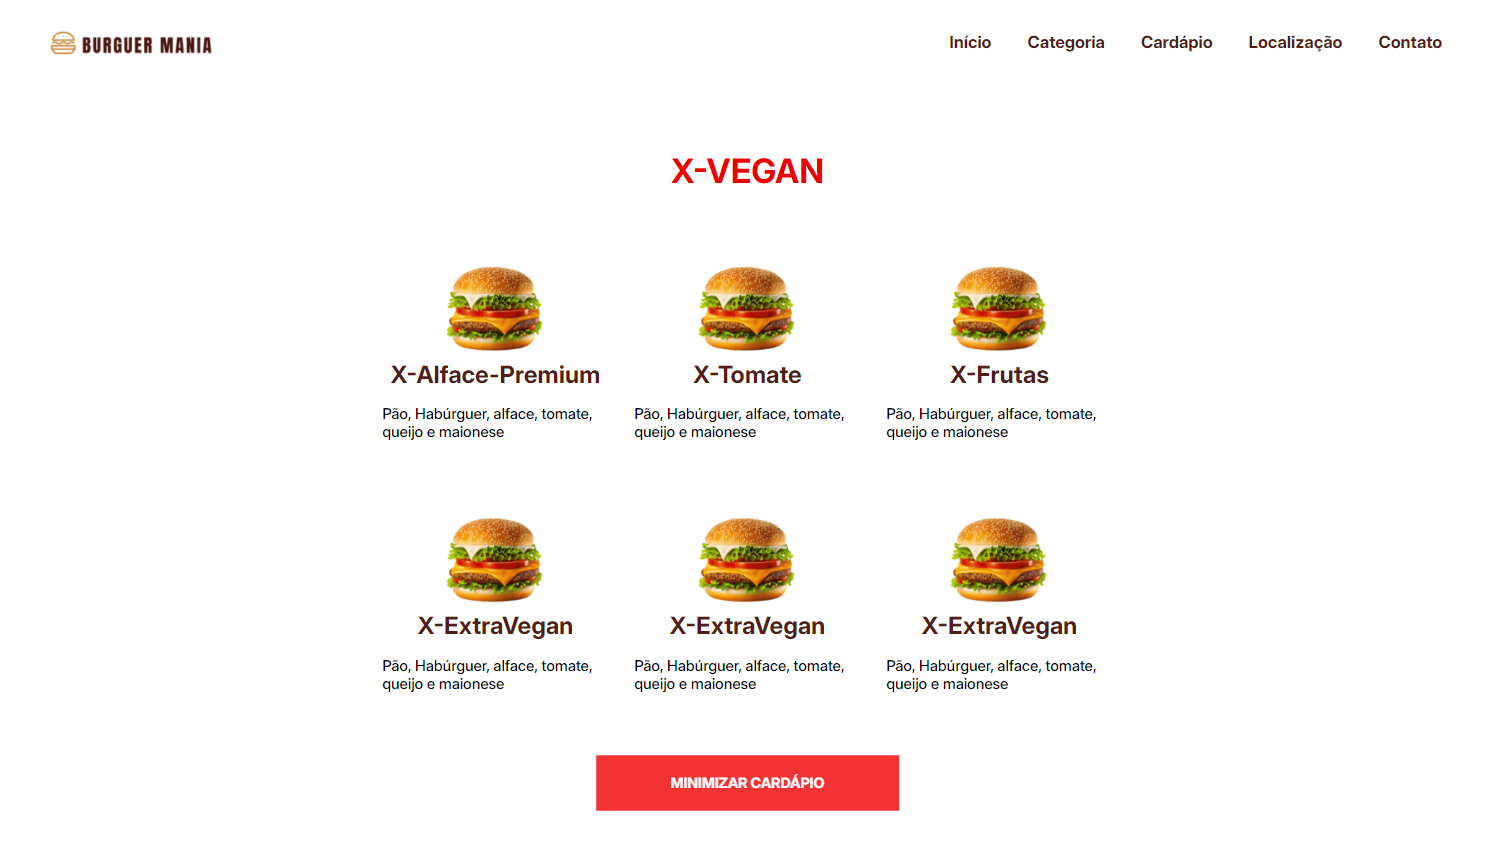 BURGUER MANIA
Início Categoria Cardápio Localização Contato
X-VEGAN
X-Alface-Premium
Pão, Habúrguer, alface, tomate,
queijo e maionese
X-Tomate
Pão, Habúrguer, alface, tomate,
queijo e maionese
X-Frutas
Pão, Habúrguer, alface, tomate,
queijo e maionese
X-ExtraVegan
Pão, Habúrguer, alface, tomate,
queijo e maionese
X-ExtraVegan
Pão, Habúrguer, alface, tomate,
queijo e maionese
X-ExtraVegan
Pão, Habúrguer, alface, tomate,
queijo e maionese
MINIMIZAR CARDÁPIO